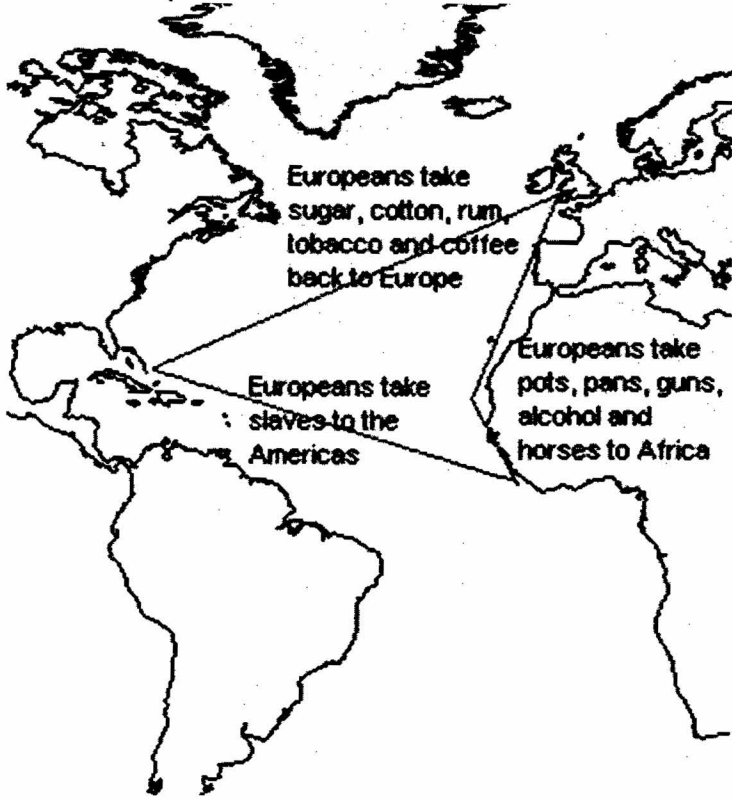 Europeans take
sugar, cotton, rum,
tobacco and coffee
back to Europe
Europeans take
slaves to the
Americas
Europeans take
pots, pans, guns,
alcohol and
horses to Africa